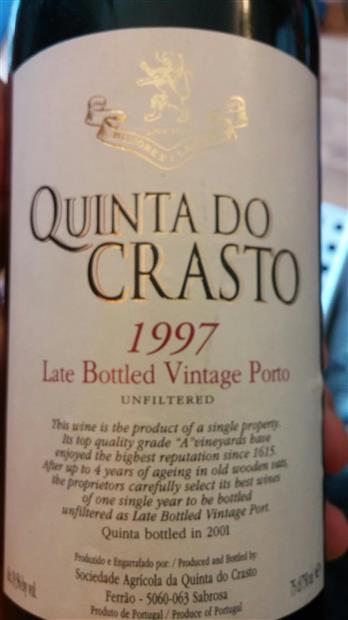 QUINTA DO
CRASTO
1997
Late Bottled Vintage Porto
UNFILTERED
This wine is the product of a single property.
Its top quality grade "A" vineyards have
enjoyed the highest reputation since 1615.
After up to 4 years of ageing in old wooden vats,
the proprietors carefully select its best wines
of one single year to be bottled
unfiltered as Late Bottled Vintage Port.
Quinta bottled in 2001
Produzido e Engarrafado por: / Produced and Bottled by:
Sociedade Agrícola da Quinta do Crasto
Ferrão - 5060-063 Sabrosa
Produto de Portugal / Produce of Portugal
75 cl